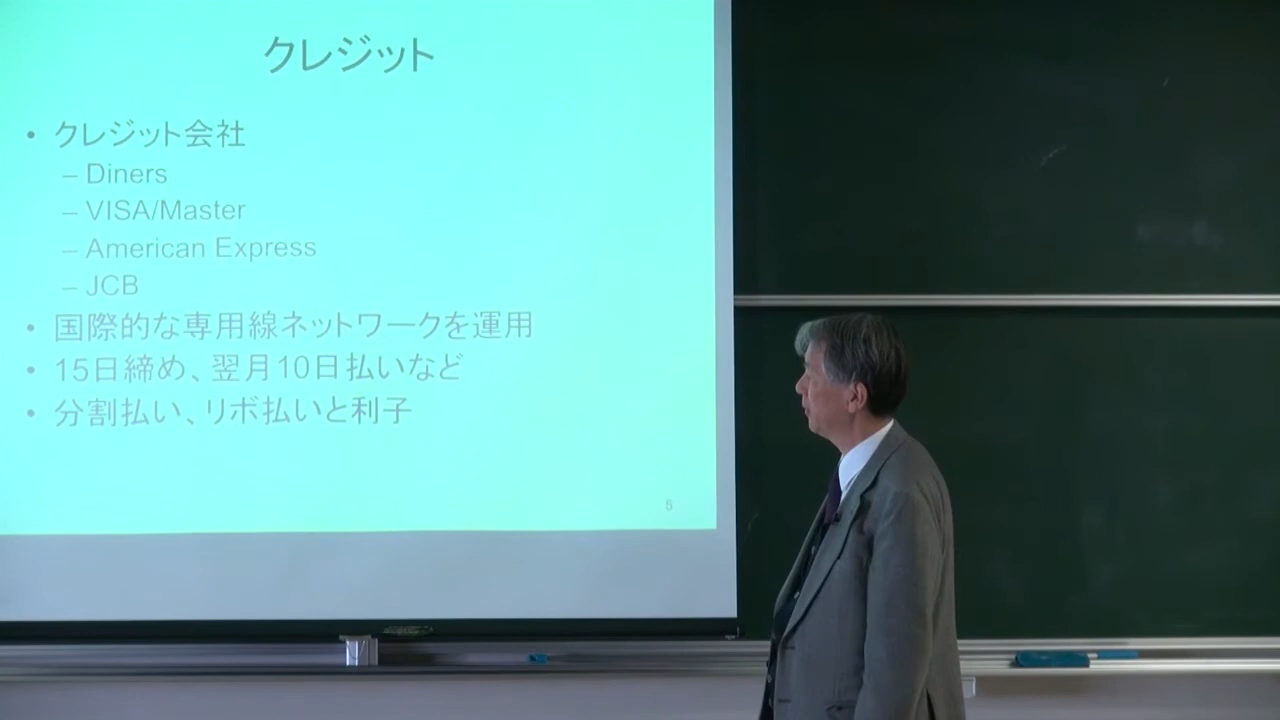 クレジット
• クレジット会社
– Diners
– VISA/Master
– American Express
– JCB
• 国際的な専用線ネットワークを運用
• 15日締め、翌月10日払いなど
• 分割払い、リボ払いと利子
5